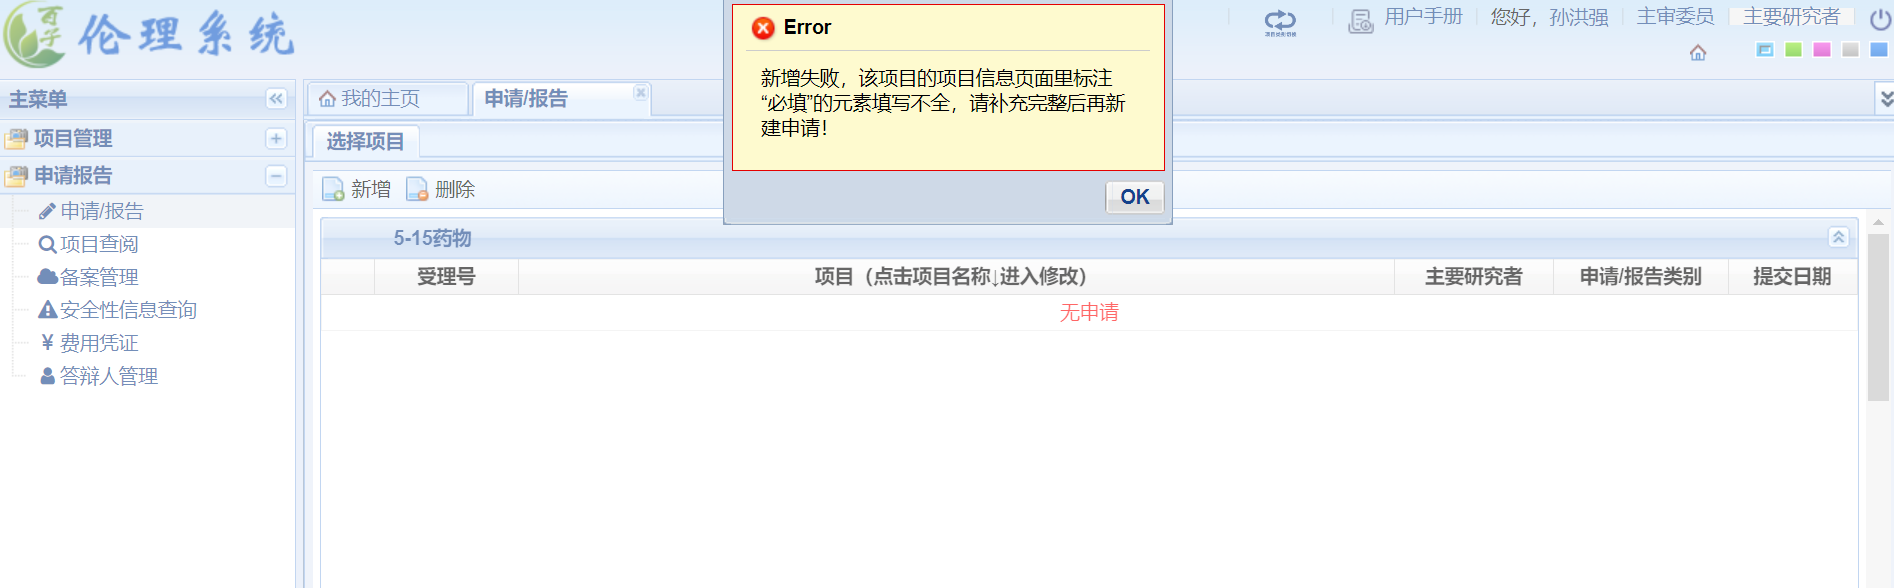 百子 伦理系统
项目类别切换
用户手册
您好，孙洪强
主审委员
主要研究者
Error
新增失败，该项目的项目信息页面里标注
“必填”的元素填写不全，请补充完整后再新
建申请！
OK
主菜单
我的主页
申请/报告
项目管理
选择项目
申请报告
新增
删除
申请/报告
项目查阅
备案管理
安全性信息查询
费用凭证
答辩人管理
5-15药物
受理号
项目（点击项目名称↓进入修改）
主要研究者
申请/报告类别
提交日期
无申请